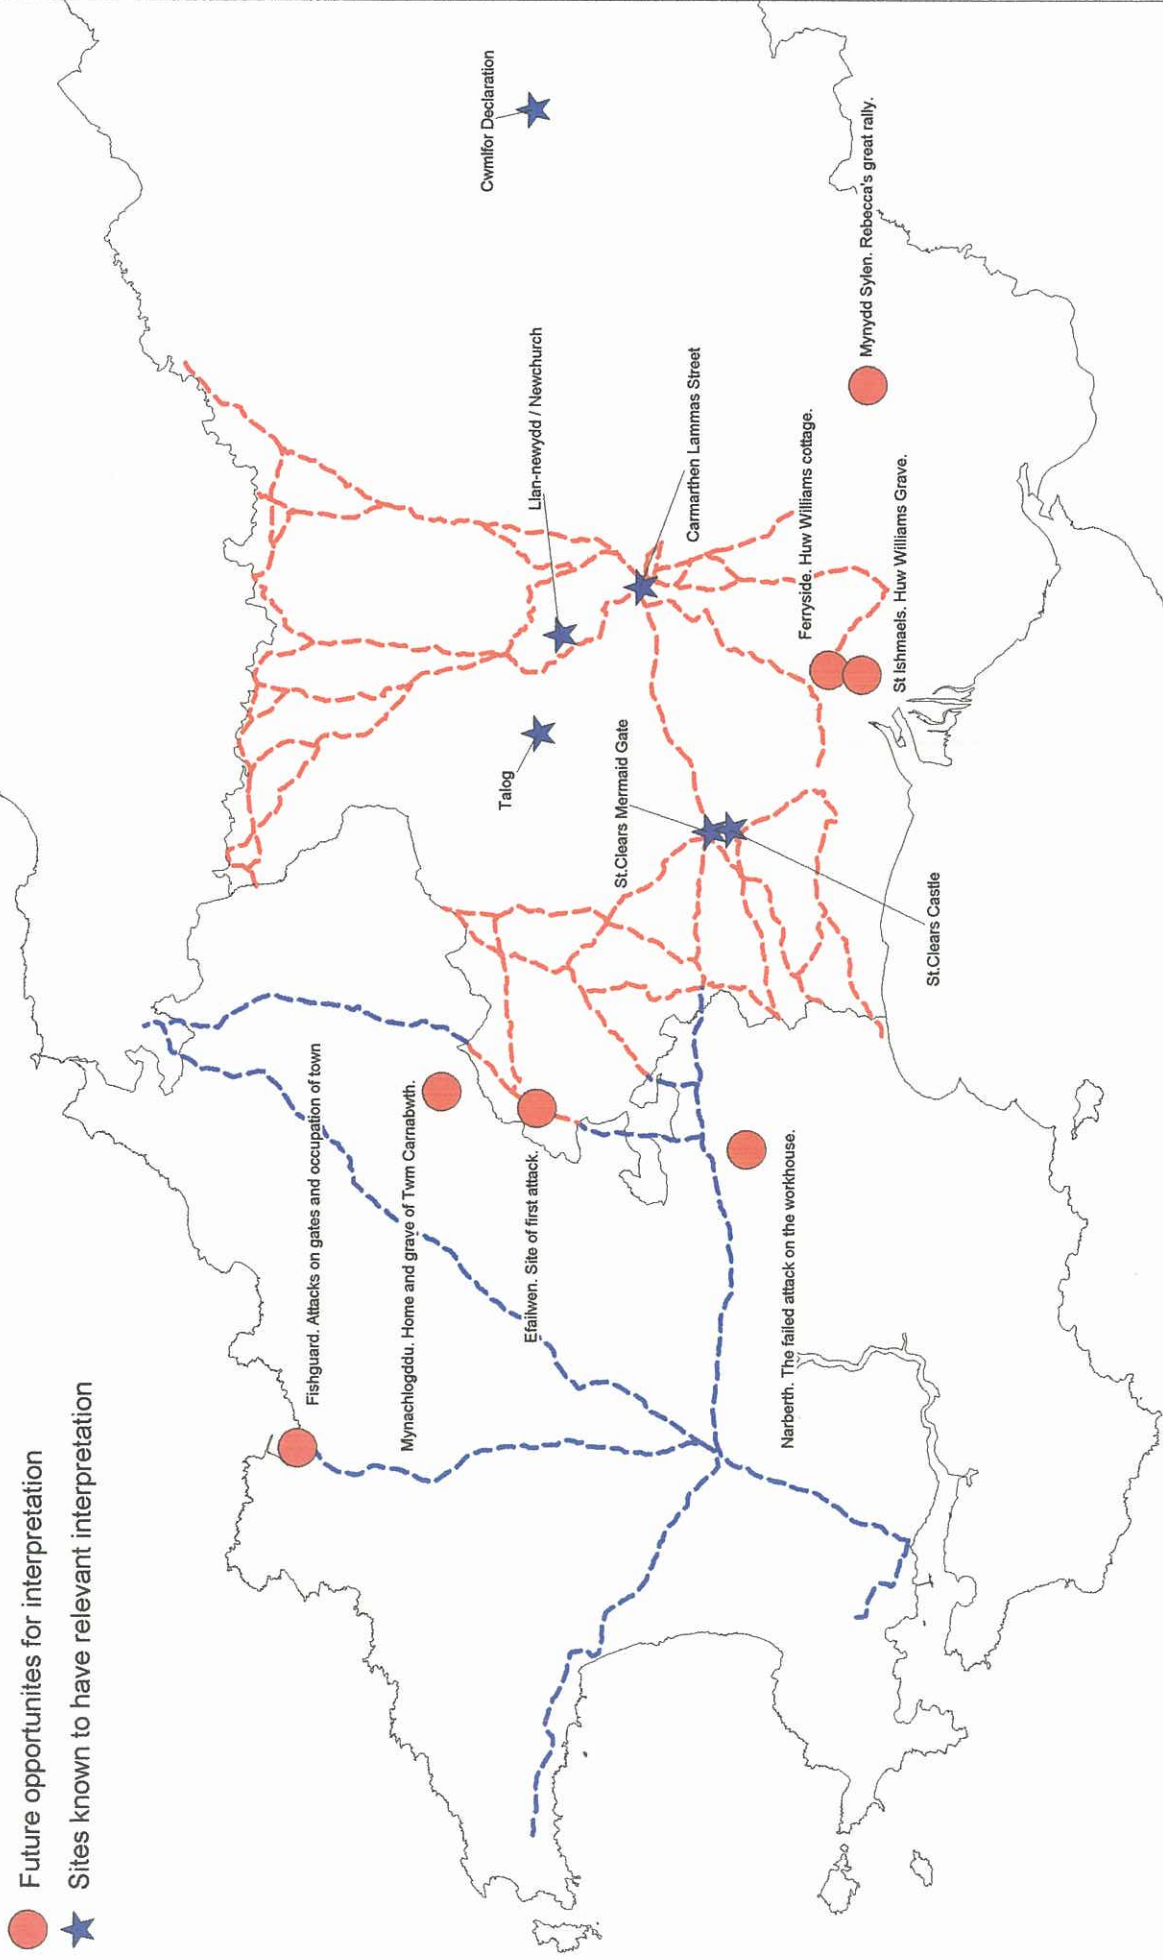 Future opportunites for interpretation
Sites known to have relevant interpretation
Fishguard. Attacks on gates and occupation of town
Mynachlogddu. Home and grave of Twm Carnabwth.
Efailwen. Site of first attack.
Narberth. The failed attack on the workhouse.
Talog
St.Clears Mermaid Gate
St.Clears Castle
Llan-newydd / Newchurch
Carmarthen Lammas Street
Ferryside. Huw Williams cottage.
St Ishmaels. Huw Williams Grave.
Cwmlfor Declaration
Mynydd Sylen. Rebecca's great rally.